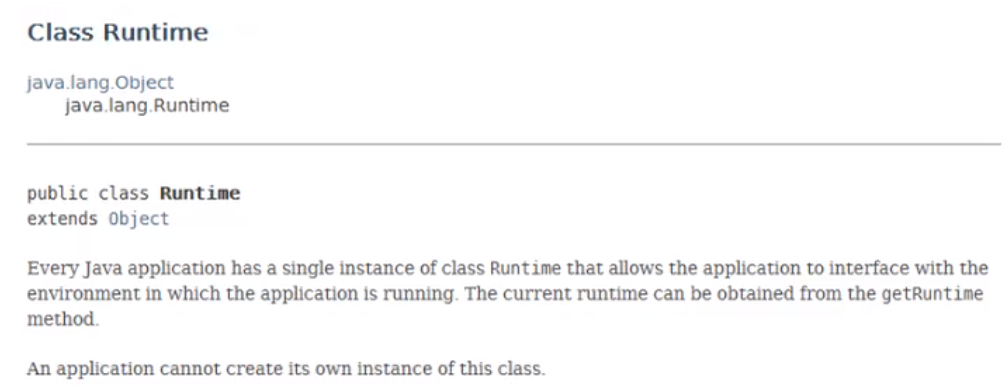 Class Runtime
java.lang.Object
java.lang.Runtime
public class Runtime
extends Object
Every Java application has a single instance of class Runtime that allows the application to interface with the
environment in which the application is running. The current runtime can be obtained from the getRuntime
method.
An application cannot create its own instance of this class.